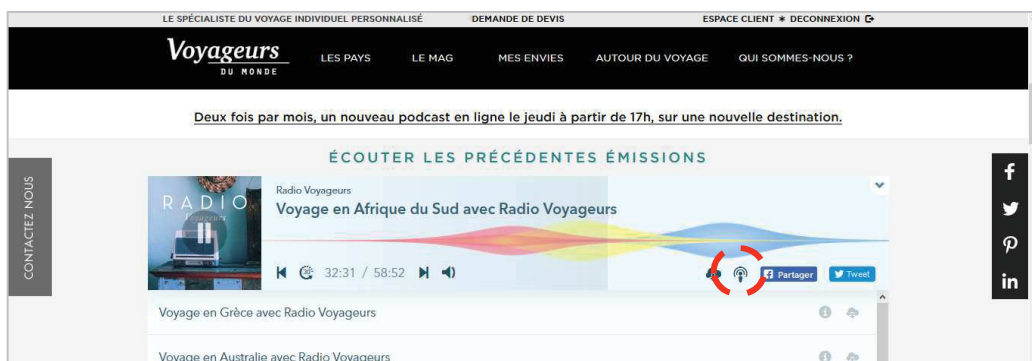 LE SPÉCIALISTE DU VOYAGE INDIVIDUEL PERSONNALISÉ DEMANDE DE DEVIS ESPACE CLIENT DECONNEXION
Voyageurs
DU MONDE
LES PAYS LE MAG MES ENVIES AUTOUR DU VOYAGE QUI SOMMES-NOUS ?
Deux fois par mois, un nouveau podcast en ligne le jeudi à partir de 17h, sur une nouvelle destination.
ÉCOUTER LES PRÉCÉDENTES ÉMISSIONS
CONTACTEZ NOUS
RADIO
Voyageurs
Radio Voyageurs
Voyage en Afrique du Sud avec Radio Voyageurs
30
32:31 / 58:52
Partager
Tweet
Voyage en Grèce avec Radio Voyageurs
Voyage en Australie avec Radio Voyageurs